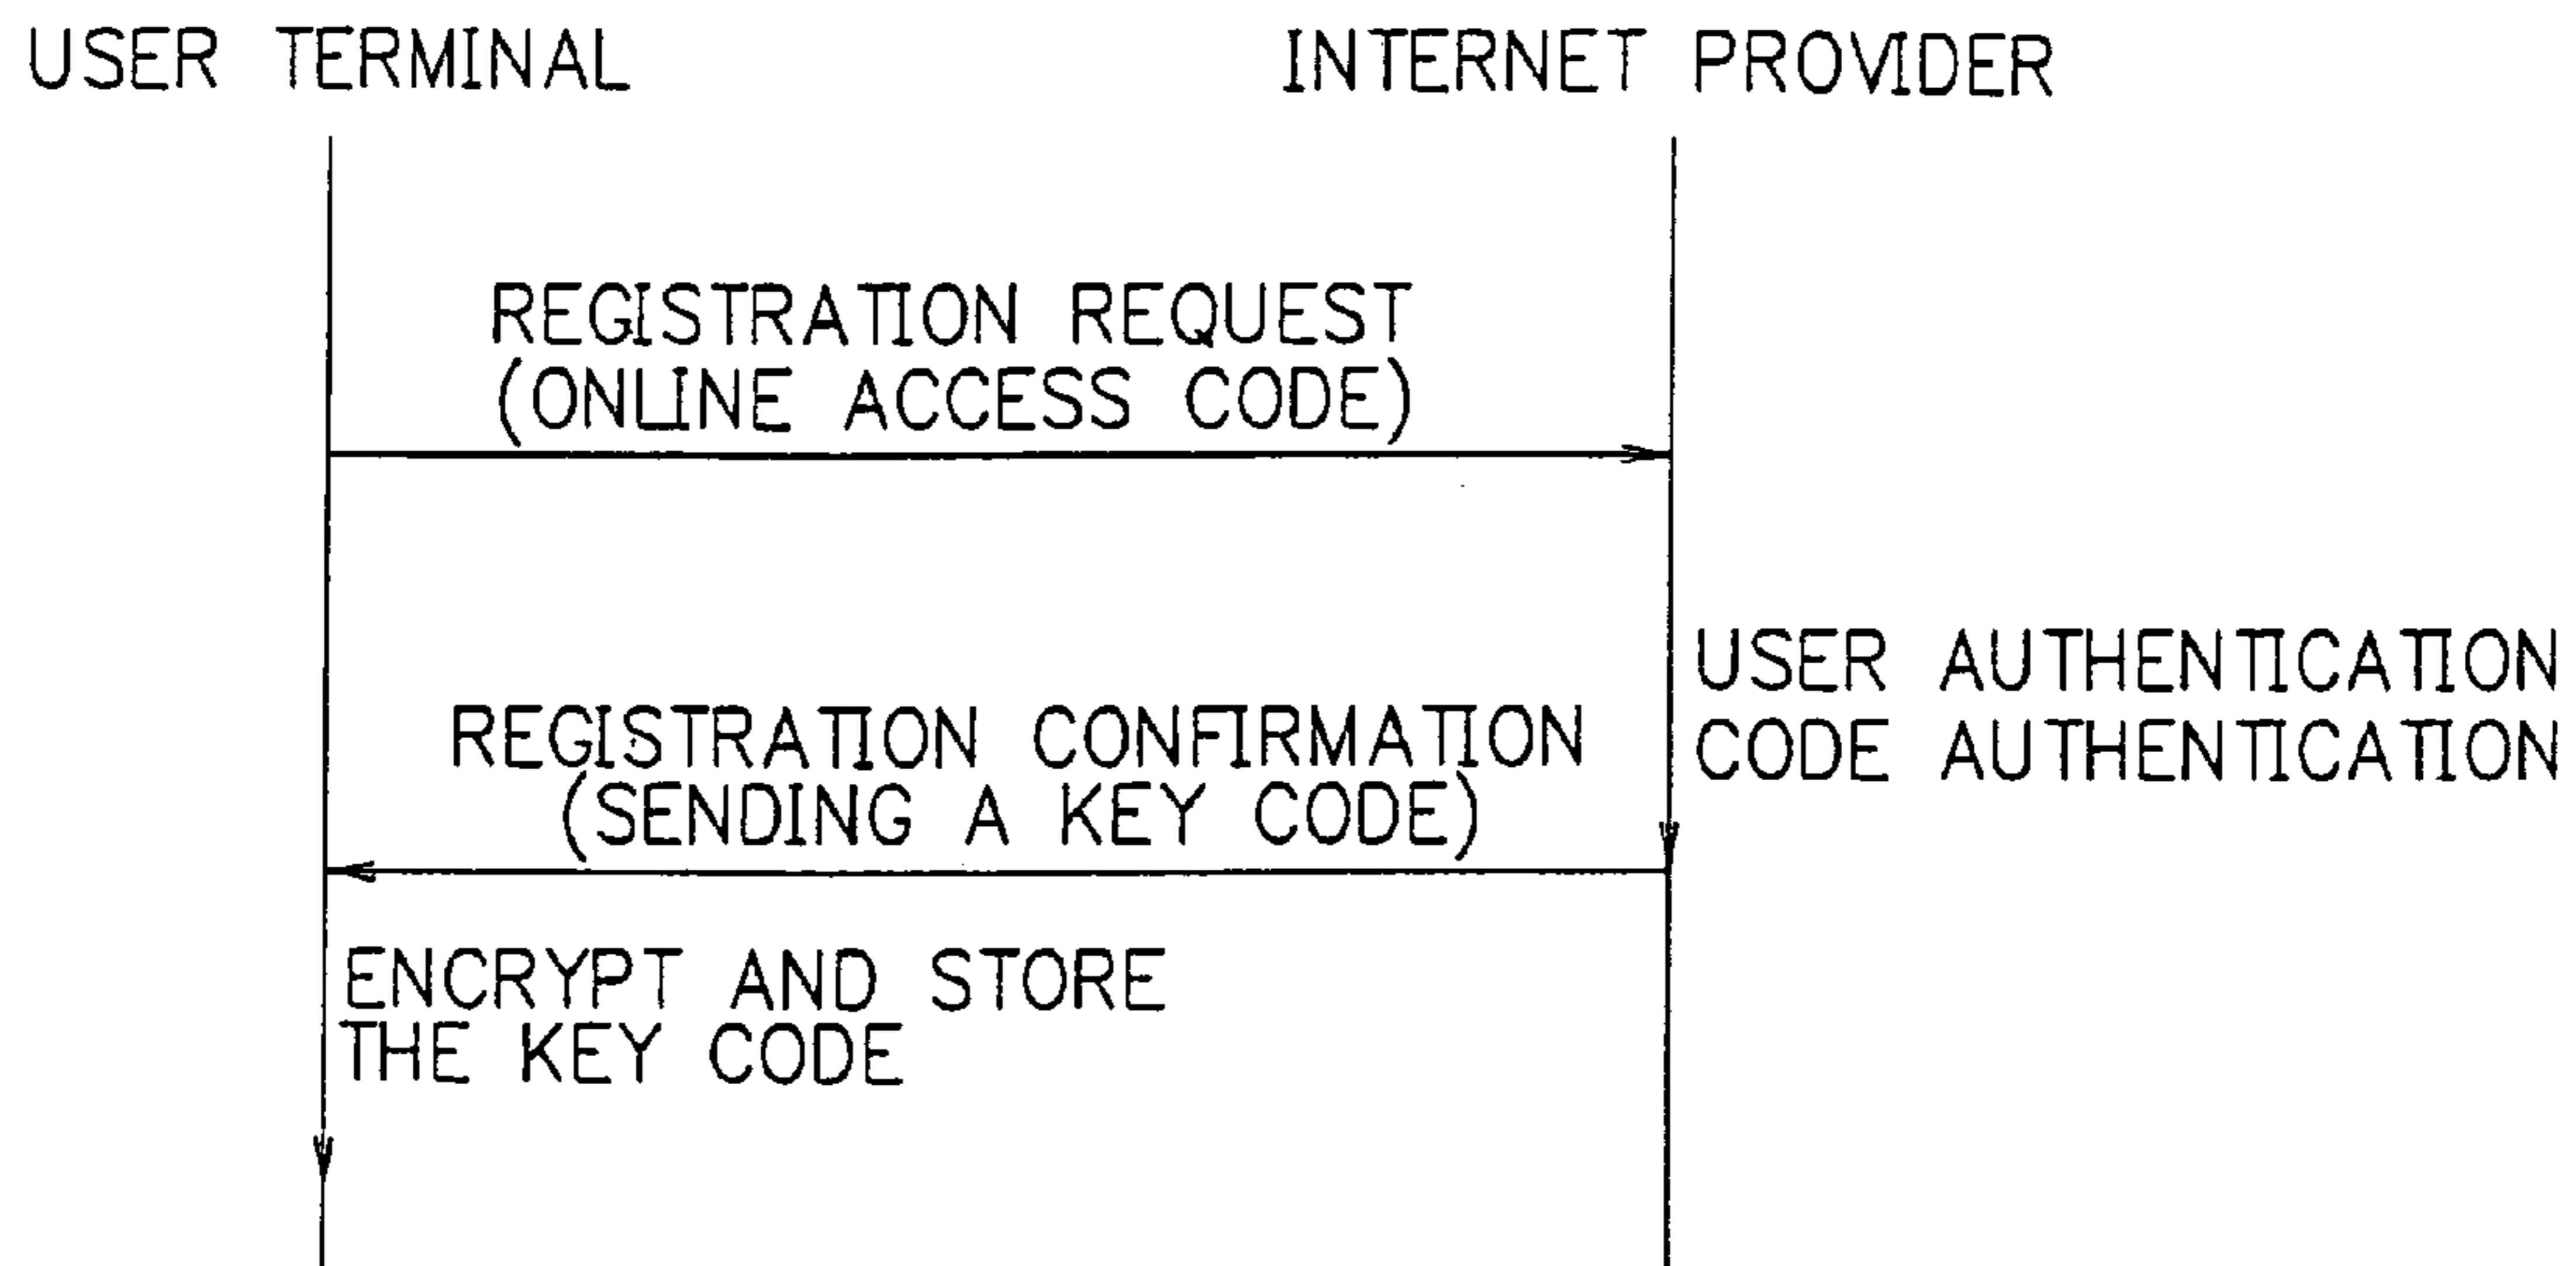 USER TERMINAL
INTERNET PROVIDER
REGISTRATION REQUEST
(ONLINE ACCESS CODE)
USER AUTHENTICATION
CODE AUTHENTICATION
REGISTRATION CONFIRMATION
(SENDING A KEY CODE)
ENCRYPT AND STORE
THE KEY CODE